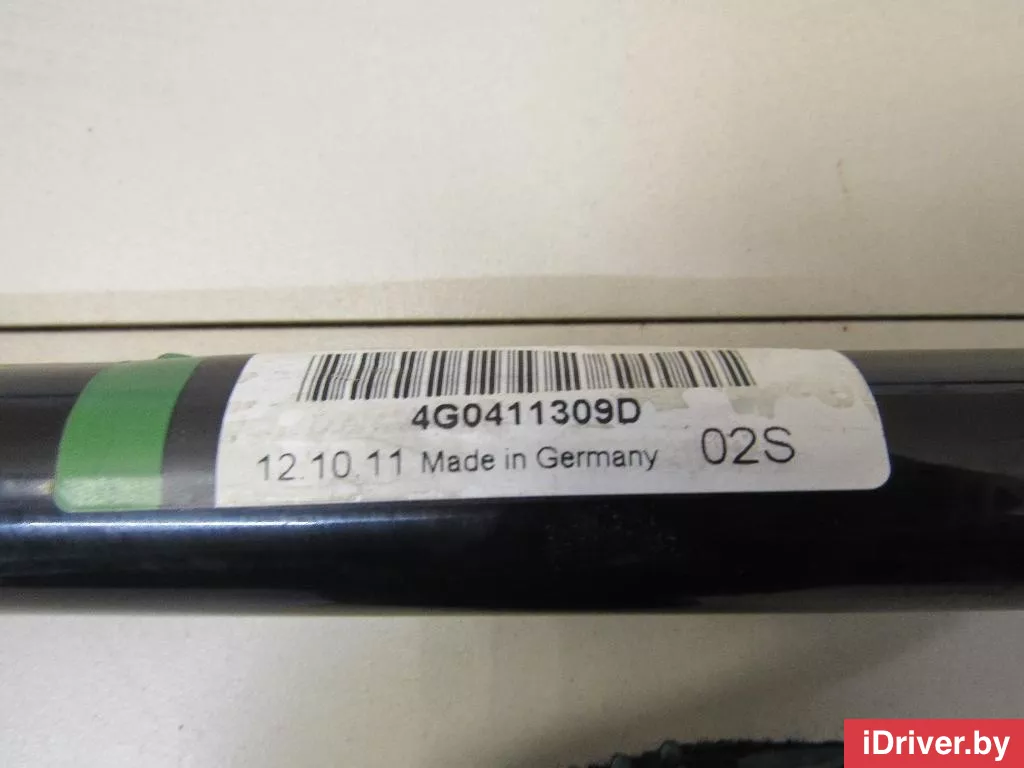 4G0411309D
12.10.11 Made in Germany 02S
iDriver.by